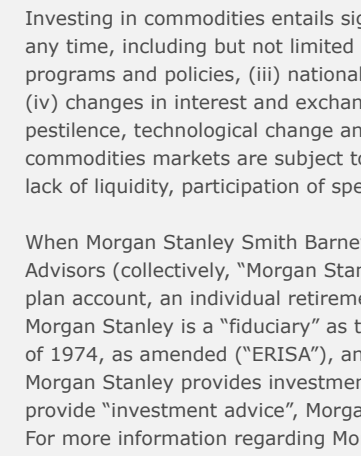 Investing in commodities entails si
any time, including but not limited
programs and policies, (iii) national
(iv) changes in interest and exchan
pestilence, technological change an
commodities markets are subject to
lack of liquidity, participation of spe
When Morgan Stanley Smith Barne
Advisors (collectively, “Morgan Stan
plan account, an individual retireme
Morgan Stanley is a “fiduciary” as t
of 1974, as amended (“ERISA”), an
Morgan Stanley provides investmen
provide “investment advice”, Morga
For more information regarding Mo